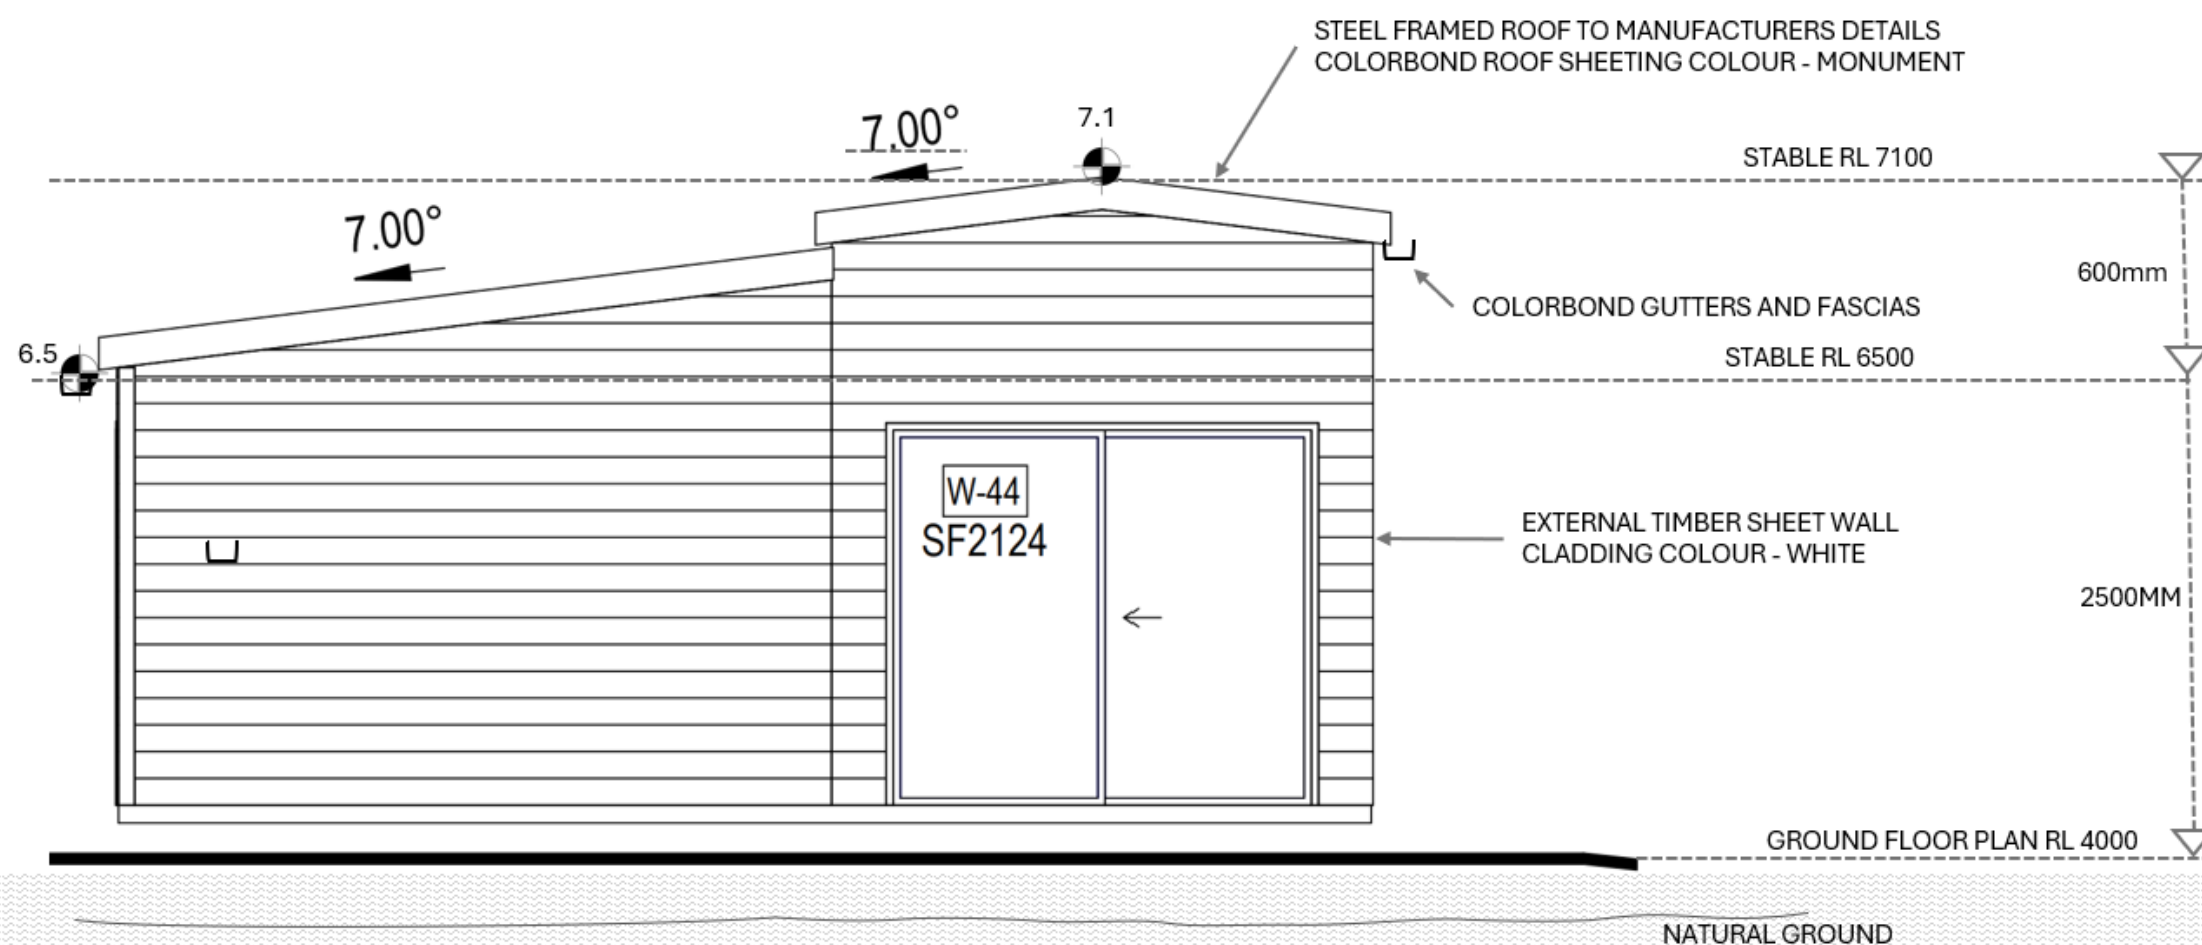 STEEL FRAMED ROOF TO MANUFACTURERS DETAILS
COLORBOND ROOF SHEETING COLOUR - MONUMENT
7.00°
7.1
STABLE RL 7100
7.00°
600mm
COLORBOND GUTTERS AND FASCIAS
6.5
STABLE RL 6500
W-44
SF2124
EXTERNAL TIMBER SHEET WALL
CLADDING COLOUR - WHITE
2500MM
GROUND FLOOR PLAN RL 4000
NATURAL GROUND